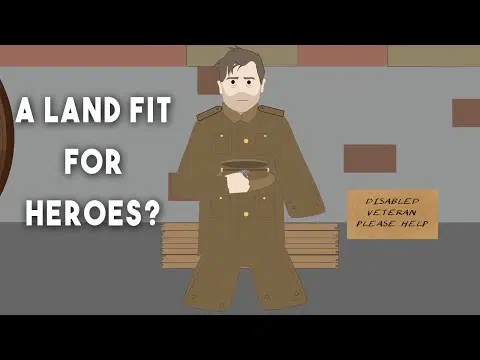 A LAND FIT
FOR
HEROES?
DISABLED
VETERAN
PLEASE HELP